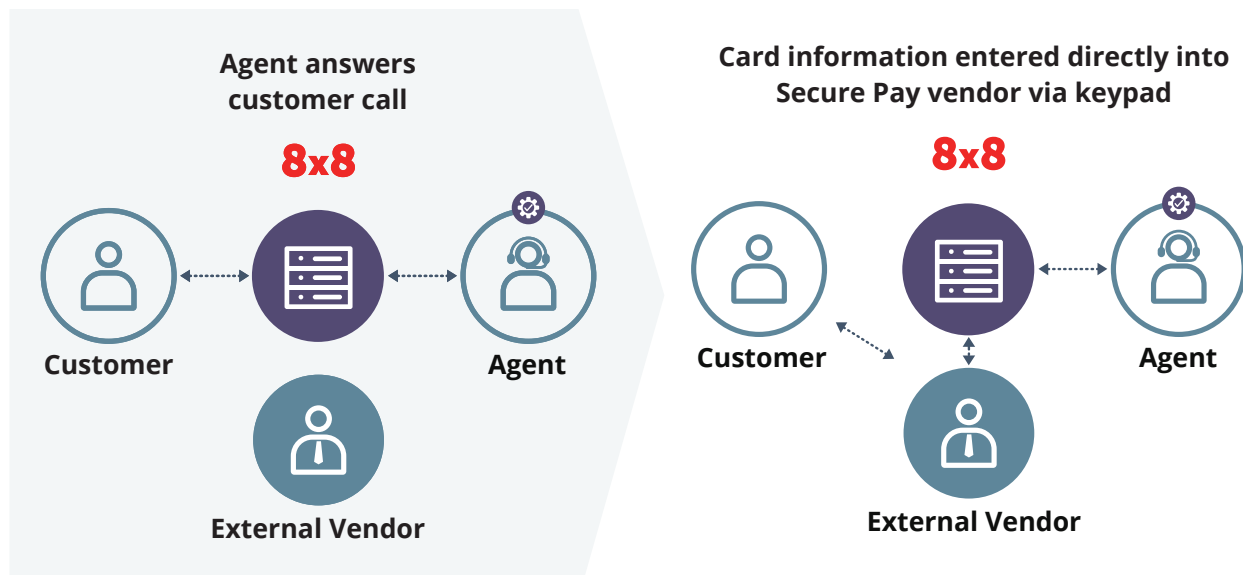 Agent answers
customer call
8x8
Customer
Agent
External Vendor
Card information entered directly into
Secure Pay vendor via keypad
8x8
Customer
Agent
External Vendor